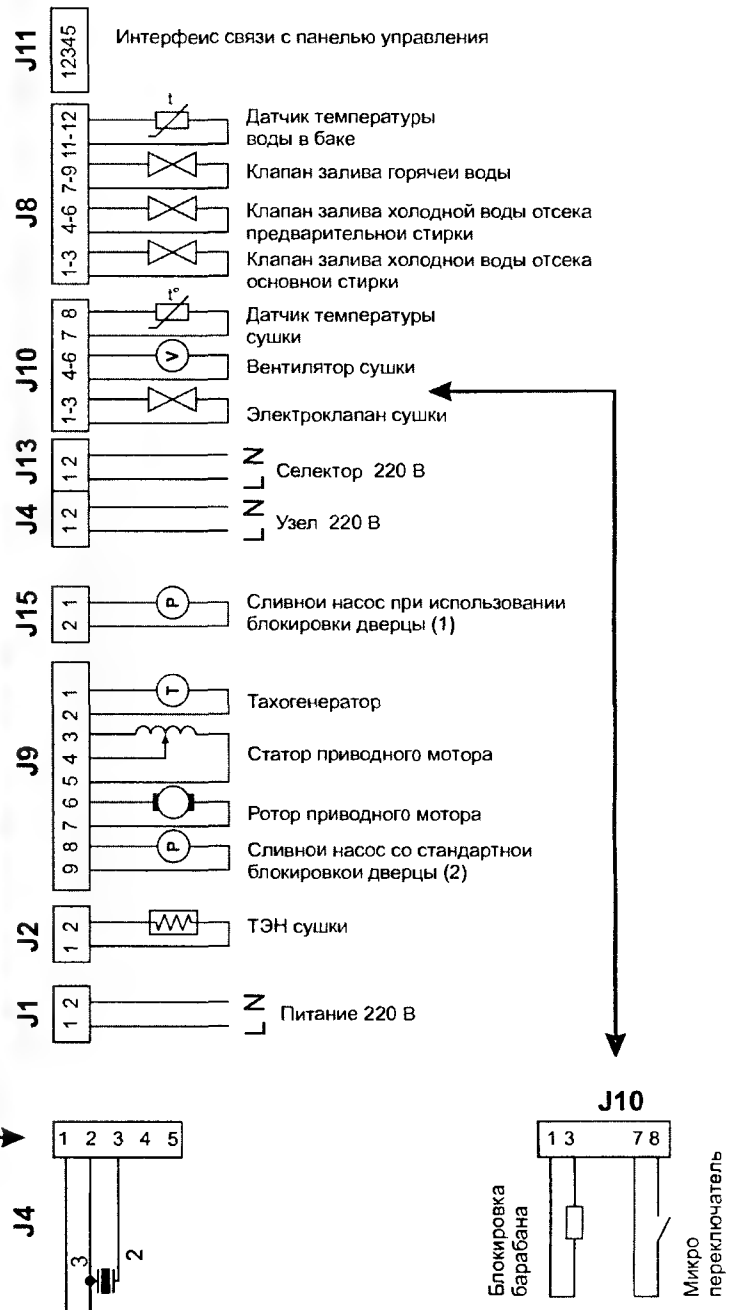 J11
12345
Интерфеис связи с панелью управления
J8
11-12
7-9
4-6
1-3
t
Датчик температуры
воды в баке
Клапан залива горячеи воды
Клапан залива холодной воды отсека
предварительнои стирки
Клапан залива холоднои воды отсека
основнои стирки
J10
8
7
4-6
1-3
t°
Датчик температуры
сушки
V
Вентилятор сушки
Электроклапан сушки
J13
1 2
L N
Селектор 220 В
J4
1 2
L N
Узел 220 В
J15
2 1
P
Сливнои насос при использовании
блокировки дверцы (1)
J9
1
2
3
4
5
6
7
8
9
T
Тахогенератор
Статор приводного мотора
Ротор приводного мотора
P
Сливнои насос со стандартнои
блокировкои дверцы (2)
J2
1 2
ТЭН сушки
J1
1 2
L N
Питание 220 В
J4
1 2 3 4 5
3
2
J10
1 3 7 8
Блокировка
барабана
Микро
переключатель